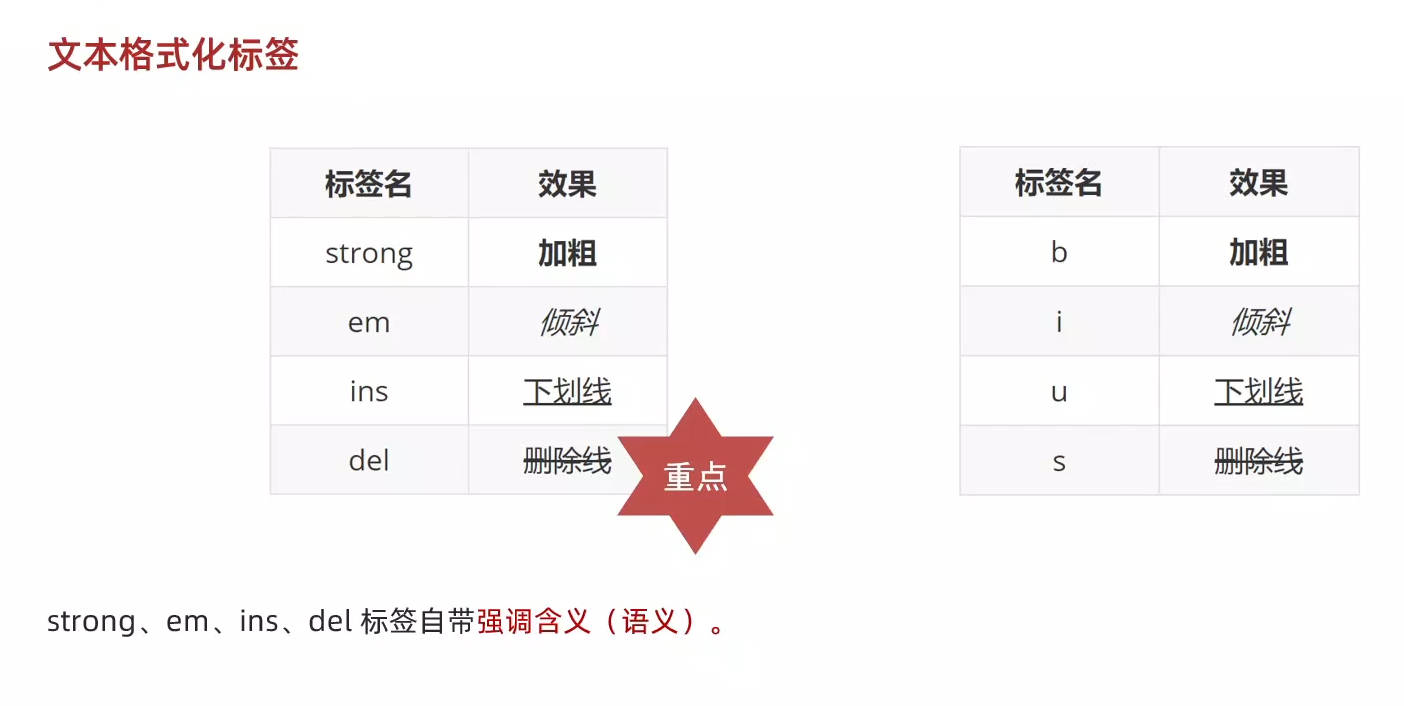 文本格式化标签
标签名 效果
strong 加粗
em 倾斜
ins 下划线
del 删除线
重点
标签名 效果
b 加粗
i 倾斜
u 下划线
s 删除线
strong、em、ins、del 标签自带强调含义（语义）。